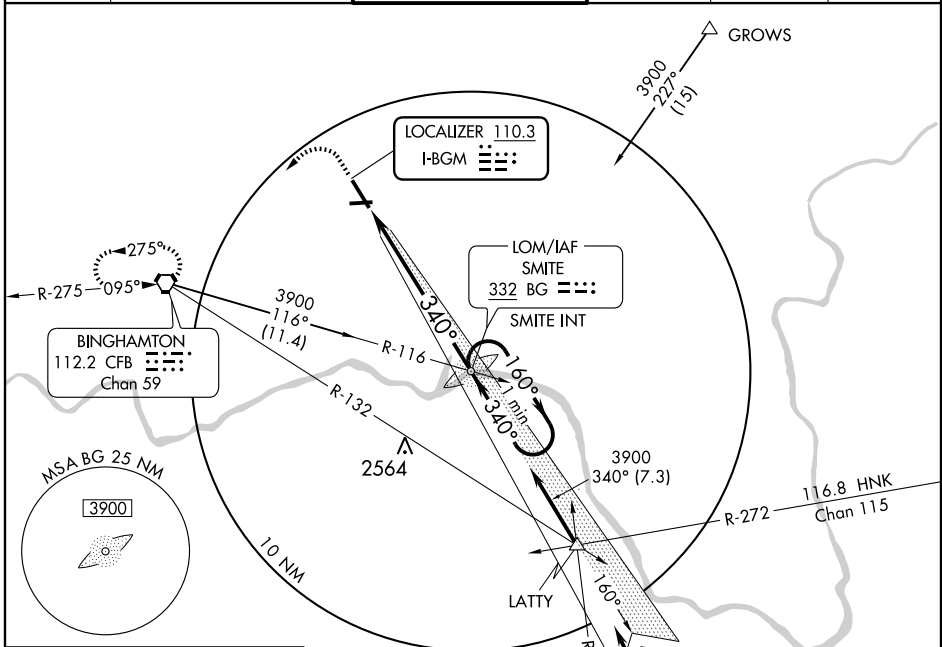 GROWS
3900
227°
(15)
LOCALIZER 110.3
I-BGM
LOM/IAF
SMITE
332 BG
SMITE INT
275°
R-275
095°
3900
116°
(11.4)
R-116
BINGHAMTON
112.2 CFB
Chan 59
R-132
340°
160°
1 min
340°
2564
3900
340° (7.3)
116.8 HNK
Chan 115
R-272
MSA BG 25 NM
3900
10 NM
LATTY
160°
R